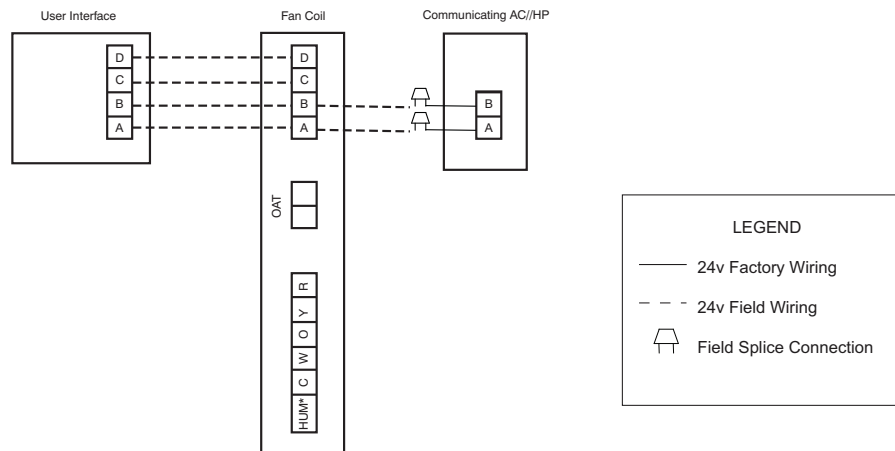 User Interface
Fan Coil
Communicating AC//HP
D
D
C
C
B
B
B
A
A
A
OAT
R
Y
O
W
C
HUM*
LEGEND
24v Factory Wiring
24v Field Wiring
Field Splice Connection